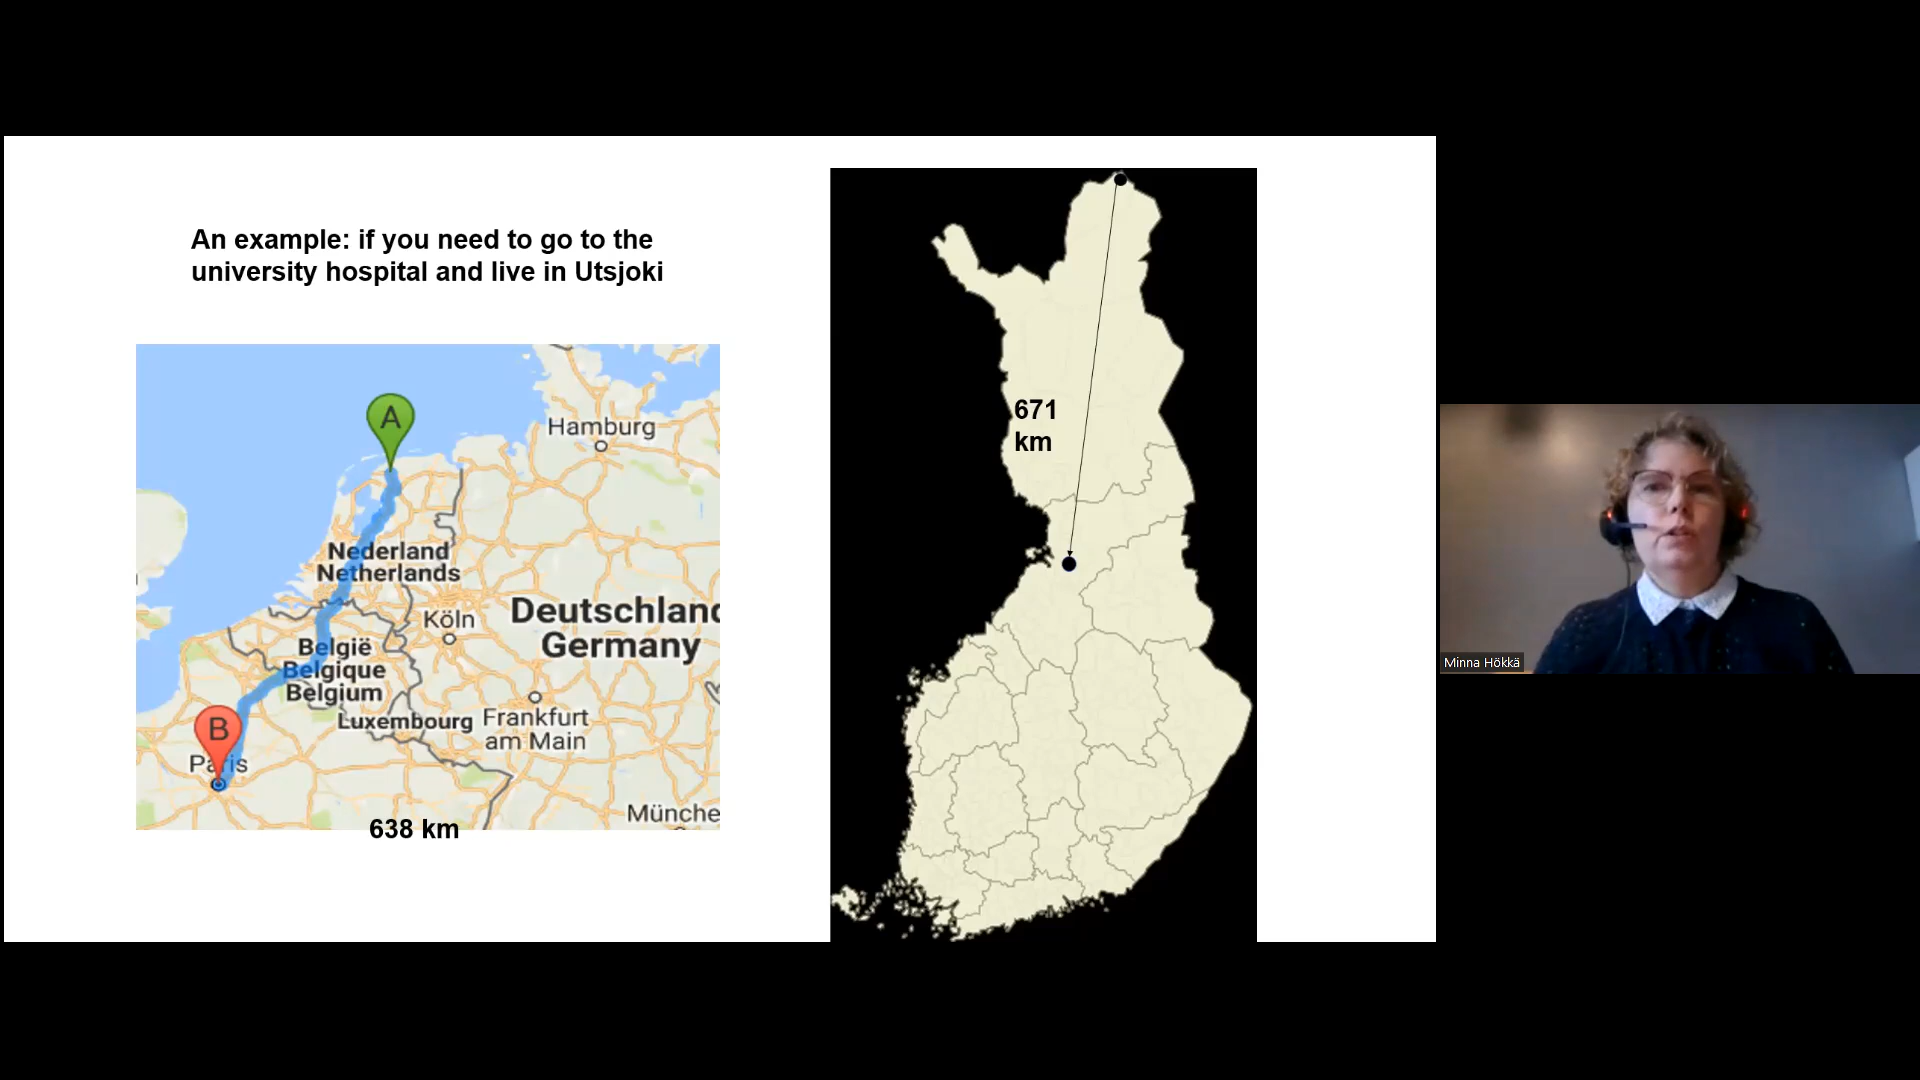 An example: if you need to go to the
university hospital and live in Utsjoki
A
Hamburg
Nederland
Netherlands
Köln
Deutschland
Germany
België
Belgique
Belgium
Luxembourg
Frankfurt
am Main
B
Paris
Münche
638 km
671
km
Minna Hökkä